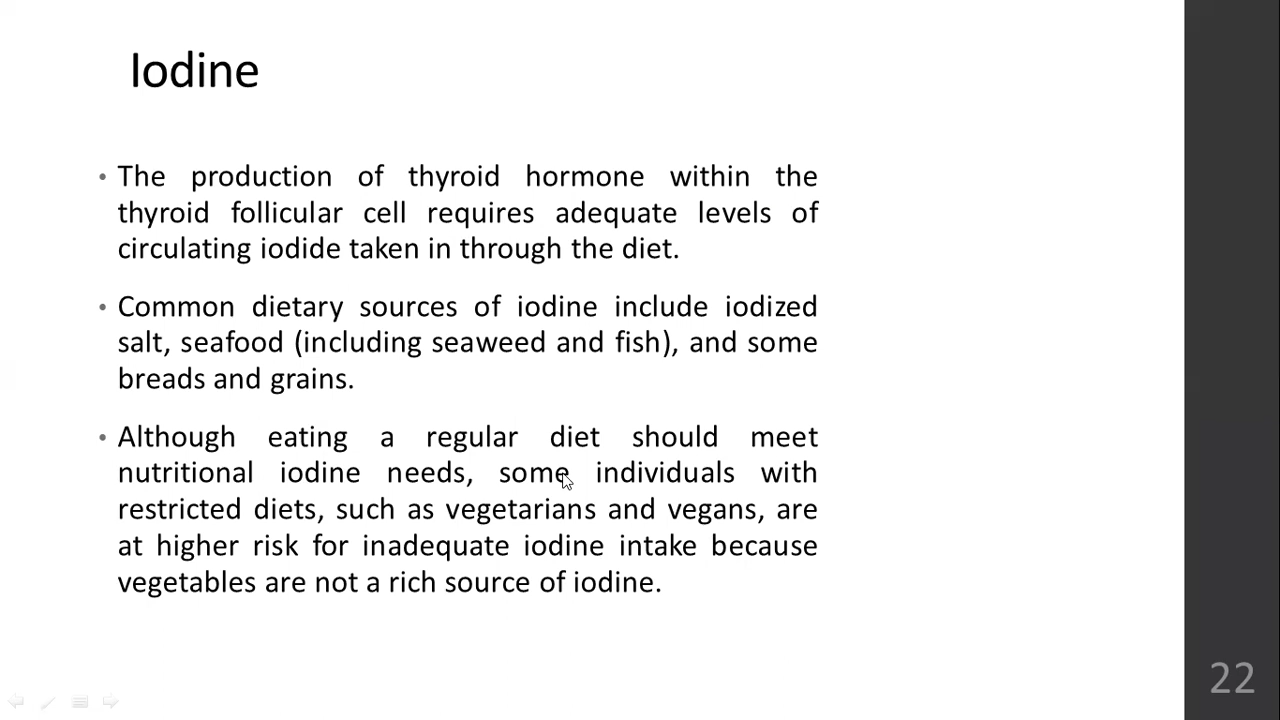 Iodine
• The production of thyroid hormone within the
thyroid follicular cell requires adequate levels of
circulating iodide taken in through the diet.
• Common dietary sources of iodine include iodized
salt, seafood (including seaweed and fish), and some
breads and grains.
• Although eating a regular diet should meet
nutritional iodine needs, some individuals with
restricted diets, such as vegetarians and vegans, are
at higher risk for inadequate iodine intake because
vegetables are not a rich source of iodine.
22